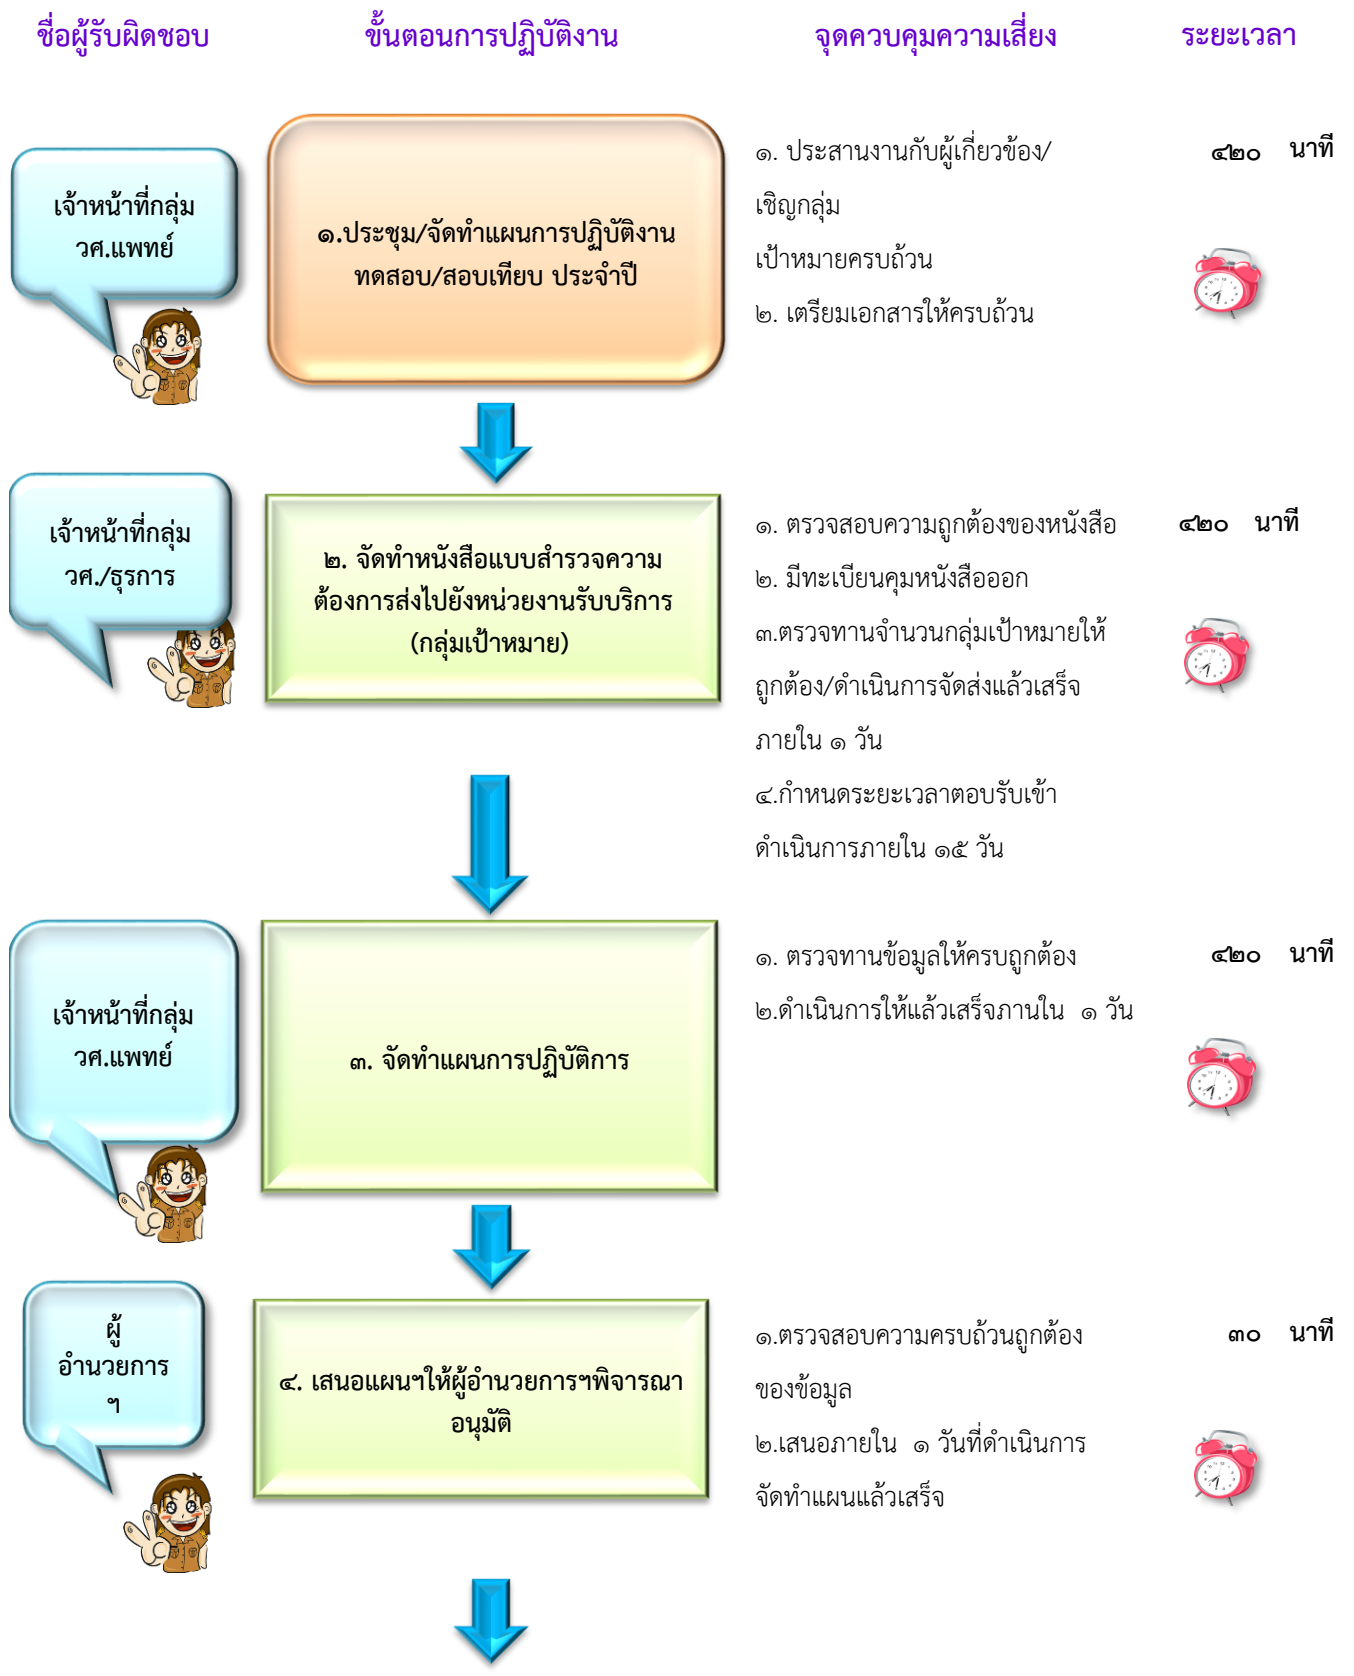 ชื่อผู้รับผิดชอบ ขั้นตอนการปฏิบัติงาน จุดควบคุมความเสี่ยง ระยะเวลา
เจ้าหน้าที่กลุ่ม
วศ.แพทย์
๑.ประชุม/จัดทำแผนการปฏิบัติงาน
ทดสอบ/สอบเทียบ ประจำปี
๑. ประสานงานกับผู้เกี่ยวข้อง/
เชิญกลุ่ม
เป้าหมายครบถ้วน
๒. เตรียมเอกสารให้ครบถ้วน
๔๒๐ นาที
เจ้าหน้าที่กลุ่ม
วศ./ธุรการ
๒. จัดทำหนังสือแบบสำรวจความ
ต้องการส่งไปยังหน่วยงานรับบริการ
(กลุ่มเป้าหมาย)
๑. ตรวจสอบความถูกต้องของหนังสือ
๒. มีทะเบียนคุมหนังสือออก
๓.ตรวจทานจำนวนกลุ่มเป้าหมายให้
ถูกต้อง/ดำเนินการจัดส่งแล้วเสร็จ
ภายใน ๑ วัน
๔.กำหนดระยะเวลาตอบรับเข้า
ดำเนินการภายใน ๑๕ วัน
๔๒๐ นาที
เจ้าหน้าที่กลุ่ม
วศ.แพทย์
๓. จัดทำแผนการปฏิบัติการ
๑. ตรวจทานข้อมูลให้ครบถูกต้อง
๒.ดำเนินการให้แล้วเสร็จภานใน ๑ วัน
๔๒๐ นาที
ผู้
อำนวยการ
ฯ
๔. เสนอแผนฯให้ผู้อำนวยการฯพิจารณา
อนุมัติ
๑.ตรวจสอบความครบถ้วนถูกต้อง
ของข้อมูล
๒.เสนอภายใน ๑ วันที่ดำเนินการ
จัดทำแผนแล้วเสร็จ
๓๐ นาที